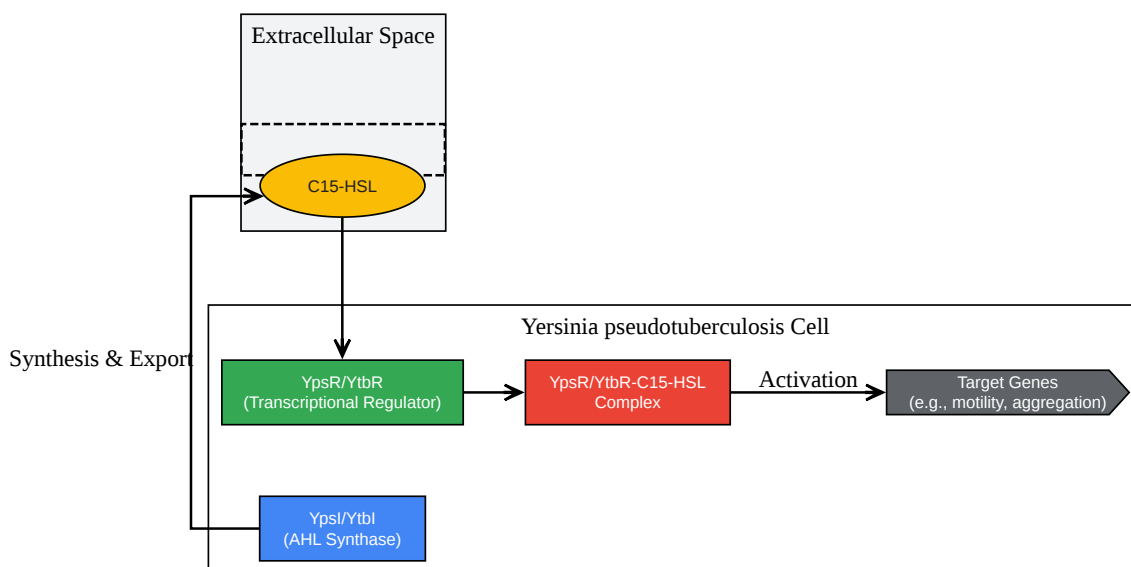 Extracellular Space
C15-HSL
Yersinia pseudotuberculosis Cell
Synthesis & Export
YpsR/YtbR
(Transcriptional Regulator)
YpsR/YtbR-C15-HSL
Complex
Activation
Target Genes
(e.g., motility, aggregation)
YpsI/YtbI
(AHL Synthase)